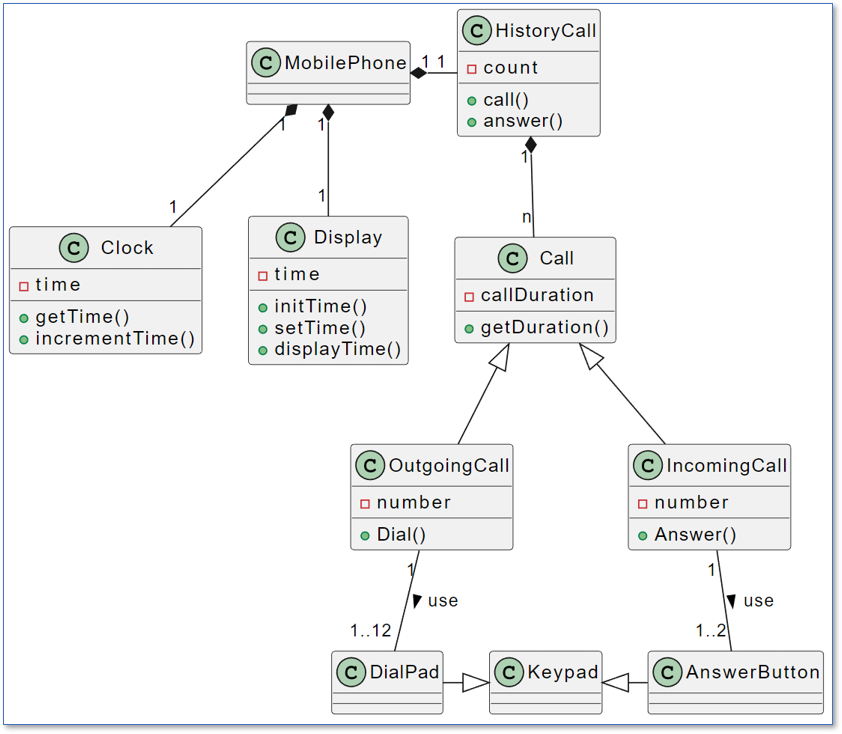 C HistoryCall
count
call()
answer()
C MobilePhone
1 1
1
1
1
1
1
n
C Clock
time
getTime()
incrementTime()
C Display
time
initTime()
setTime()
displayTime()
C Call
callDuration
getDuration()
C OutgoingCall
number
Dial()
C IncomingCall
number
Answer()
1
use
1..12
1
use
1..2
C DialPad
C Keypad
C AnswerButton